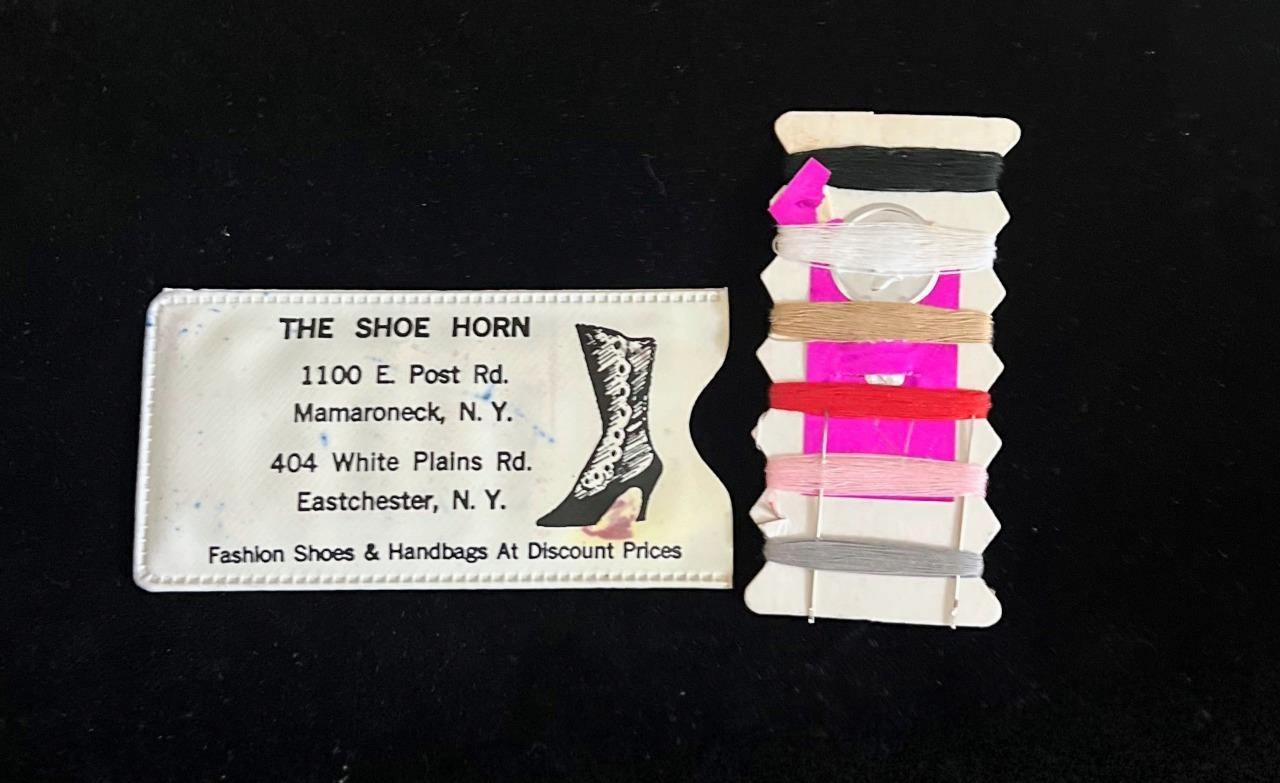 THE SHOE HORN
1100 E. Post Rd.
Mamaroneck, N. Y.
404 White Plains Rd.
Eastchester, N. Y.
Fashion Shoes & Handbags At Discount Prices